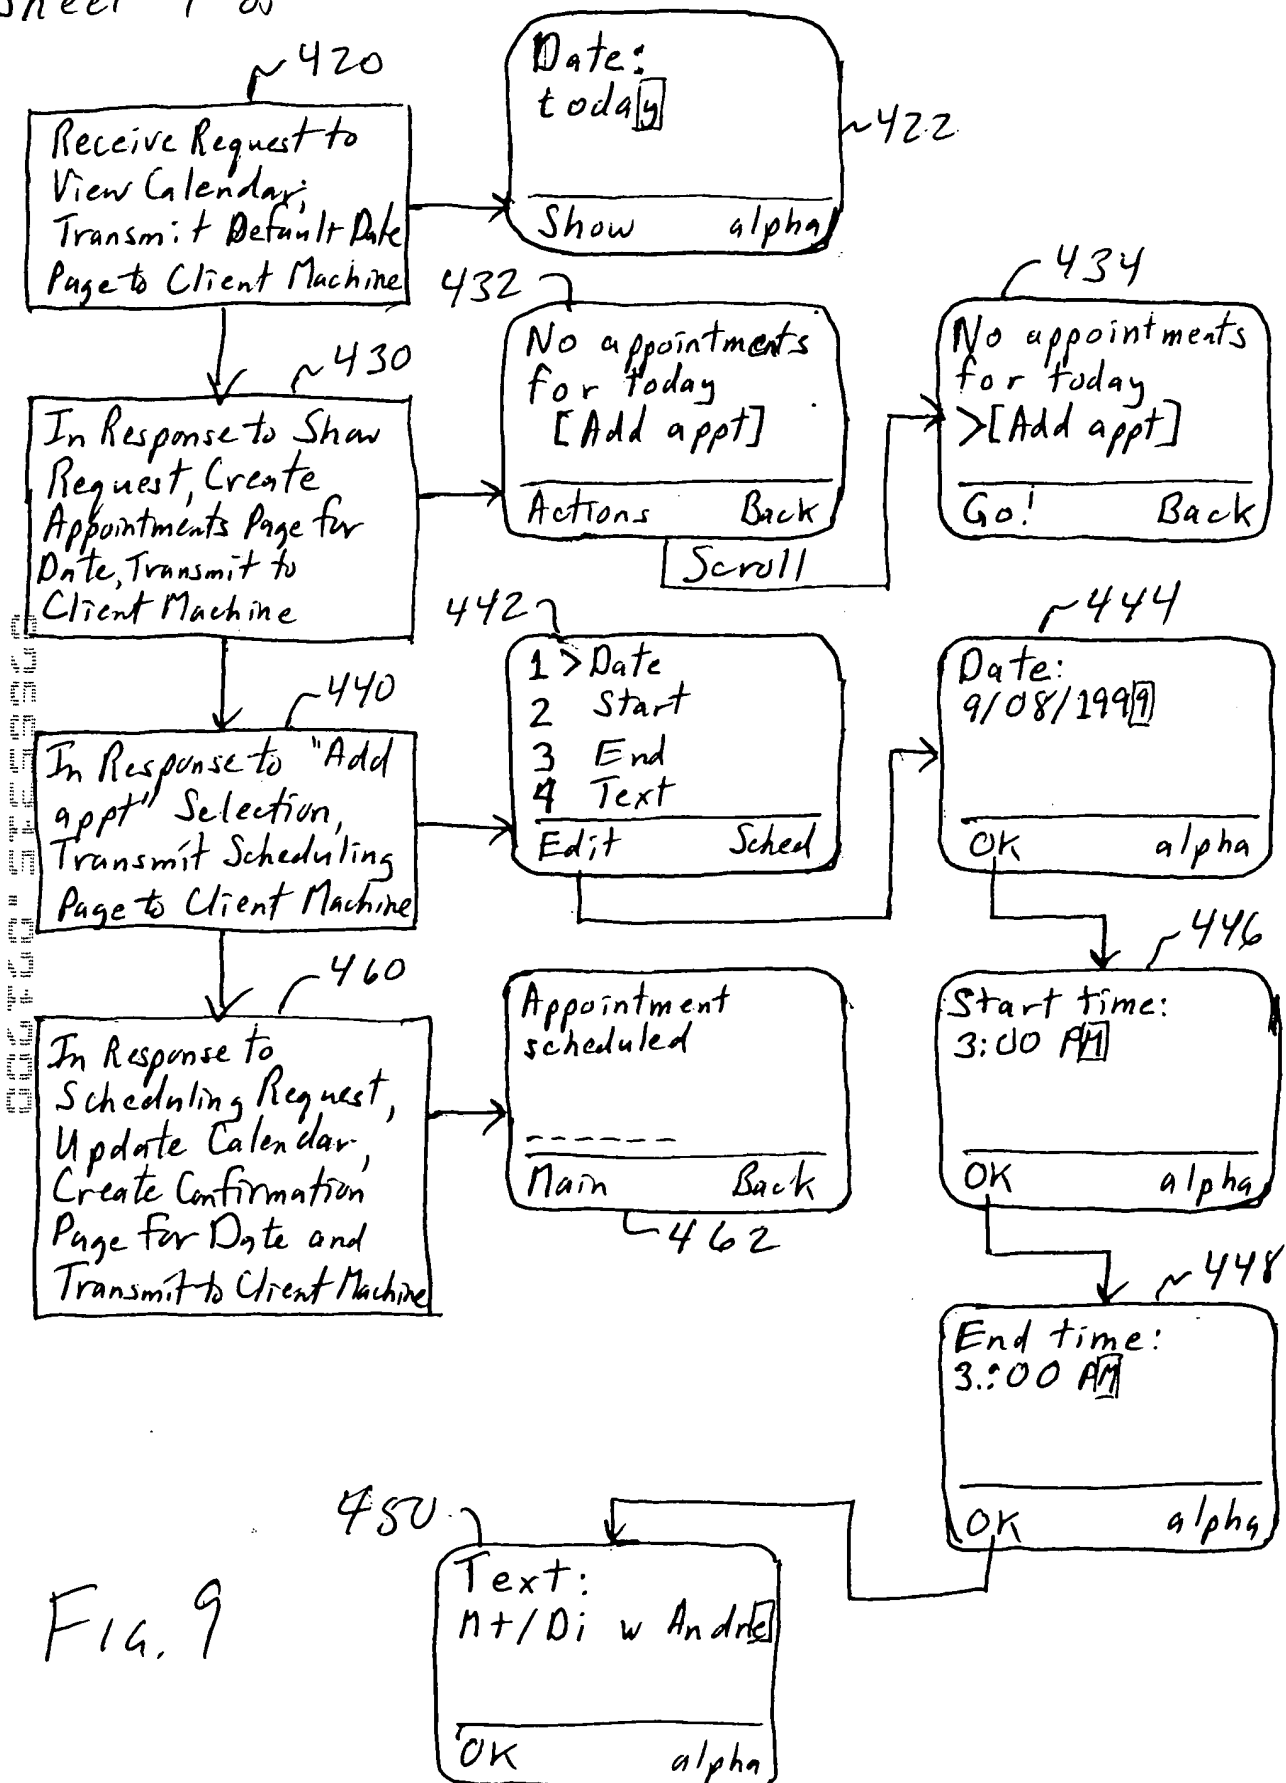 420
Receive Request to
View Calendar;
Transmit Default Date
Page to Client Machine
Date:
today
Show alpha
422
430
In Response to Show
Request, Create
Appointments Page for
Date, Transmit to
Client Machine
432
No appointments
for today
[Add appt]
Actions Back
Scroll
434
No appointments
for today
>[Add appt]
Go! Back
440
In Response to "Add
appt" Selection,
Transmit Scheduling
Page to Client Machine
442
1 > Date
2 Start
3 End
4 Text
Edit Sched
444
Date:
9/08/1999
OK alpha
446
Start time:
3:00 PM
OK alpha
460
In Response to
Scheduling Request,
Update Calendar,
Create Confirmation
Page for Date and
Transmit to Client Machine
Appointment
scheduled
------
Main Back
462
448
End time:
3:00 AM
OK alpha
450
Text:
Mt/Di w Andre
OK alpha
FIG. 9